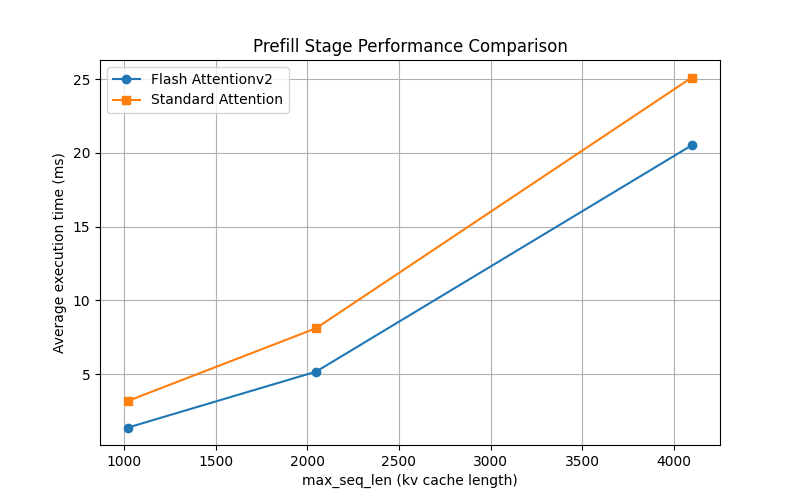 Prefill Stage Performance Comparison
Flash Attentionv2
Standard Attention
Average execution time (ms)
25
20
15
10
5
1000 1500 2000 2500 3000 3500 4000
max_seq_len (kv cache length)